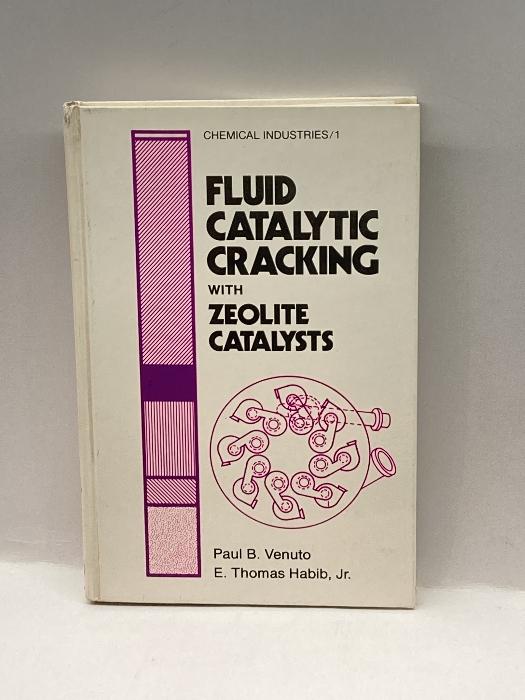 CHEMICAL INDUSTRIES/1
FLUID
CATALYTIC
CRACKING
WITH
ZEOLITE
CATALYSTS
Paul B. Venuto
E. Thomas Habib, Jr.